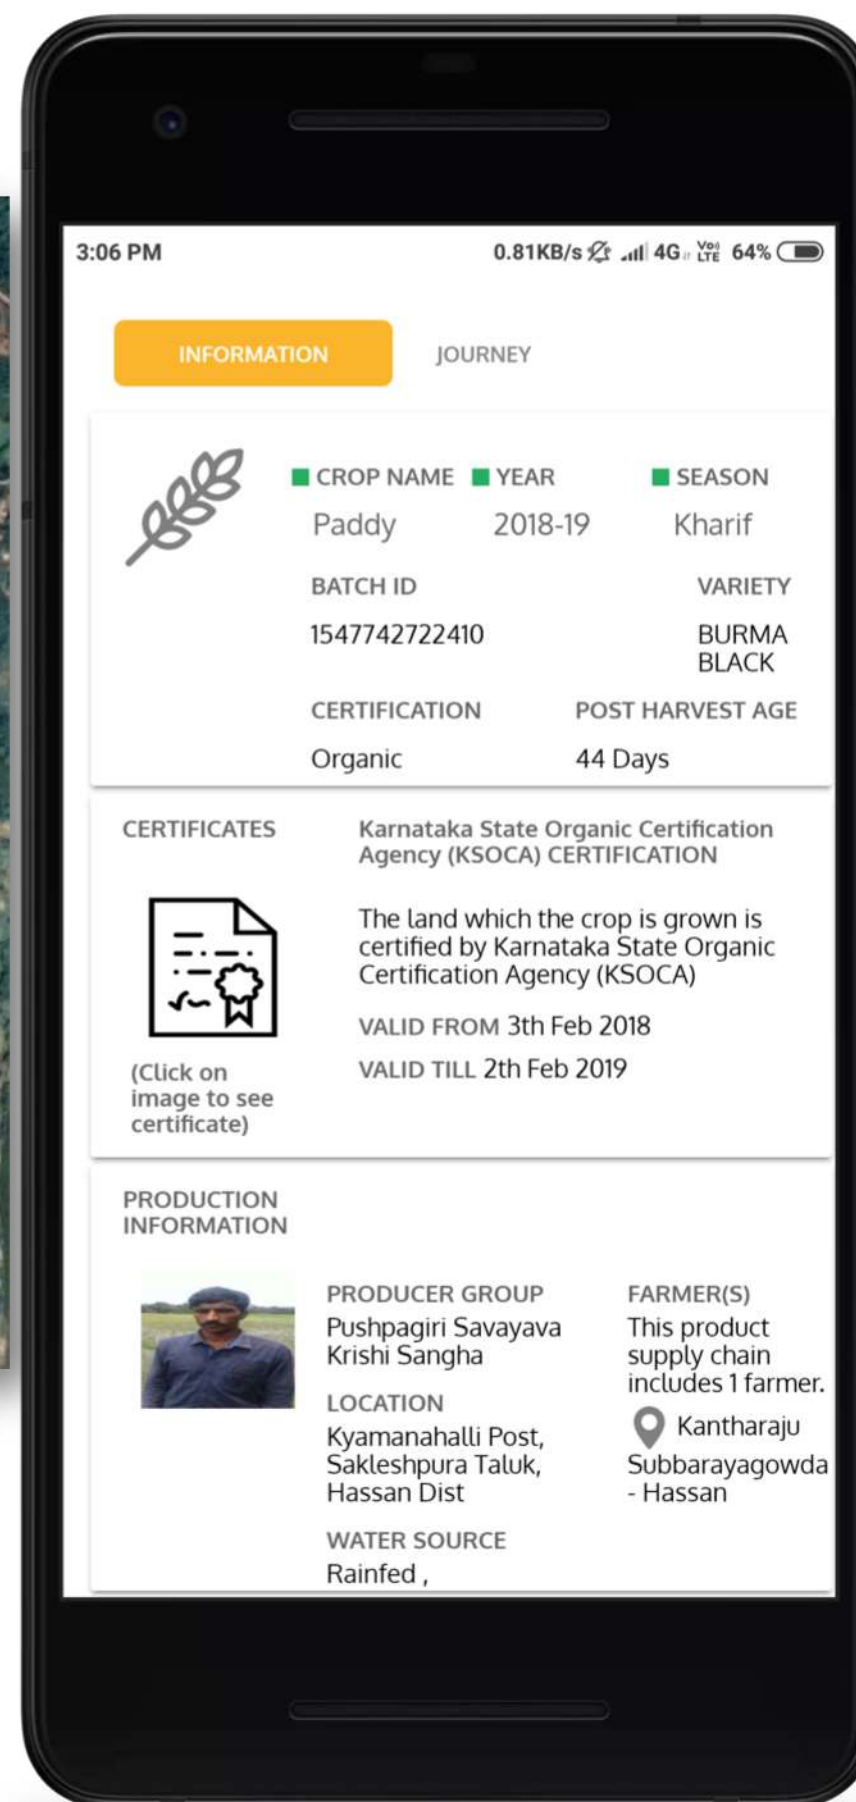 3:06 PM 0.81KB/s 4G Vo)) LTE 64%
INFORMATION JOURNEY
CROP NAME YEAR SEASON
Paddy 2018-19 Kharif
BATCH ID VARIETY
1547742722410 BURMA
BLACK
CERTIFICATION POST HARVEST AGE
Organic 44 Days
CERTIFICATES
Karnataka State Organic Certification
Agency (KSOCA) CERTIFICATION
The land which the crop is grown is
certified by Karnataka State Organic
Certification Agency (KSOCA)
VALID FROM 3th Feb 2018
VALID TILL 2th Feb 2019
(Click on
image to see
certificate)
PRODUCTION
INFORMATION
PRODUCER GROUP
Pushpagiri Savayava
Krishi Sangha
LOCATION
Kyamanahalli Post,
Sakleshpura Taluk,
Hassan Dist
WATER SOURCE
Rainfed ,
FARMER(S)
This product
supply chain
includes 1 farmer.
Kantharaju
Subbarayagowda
- Hassan